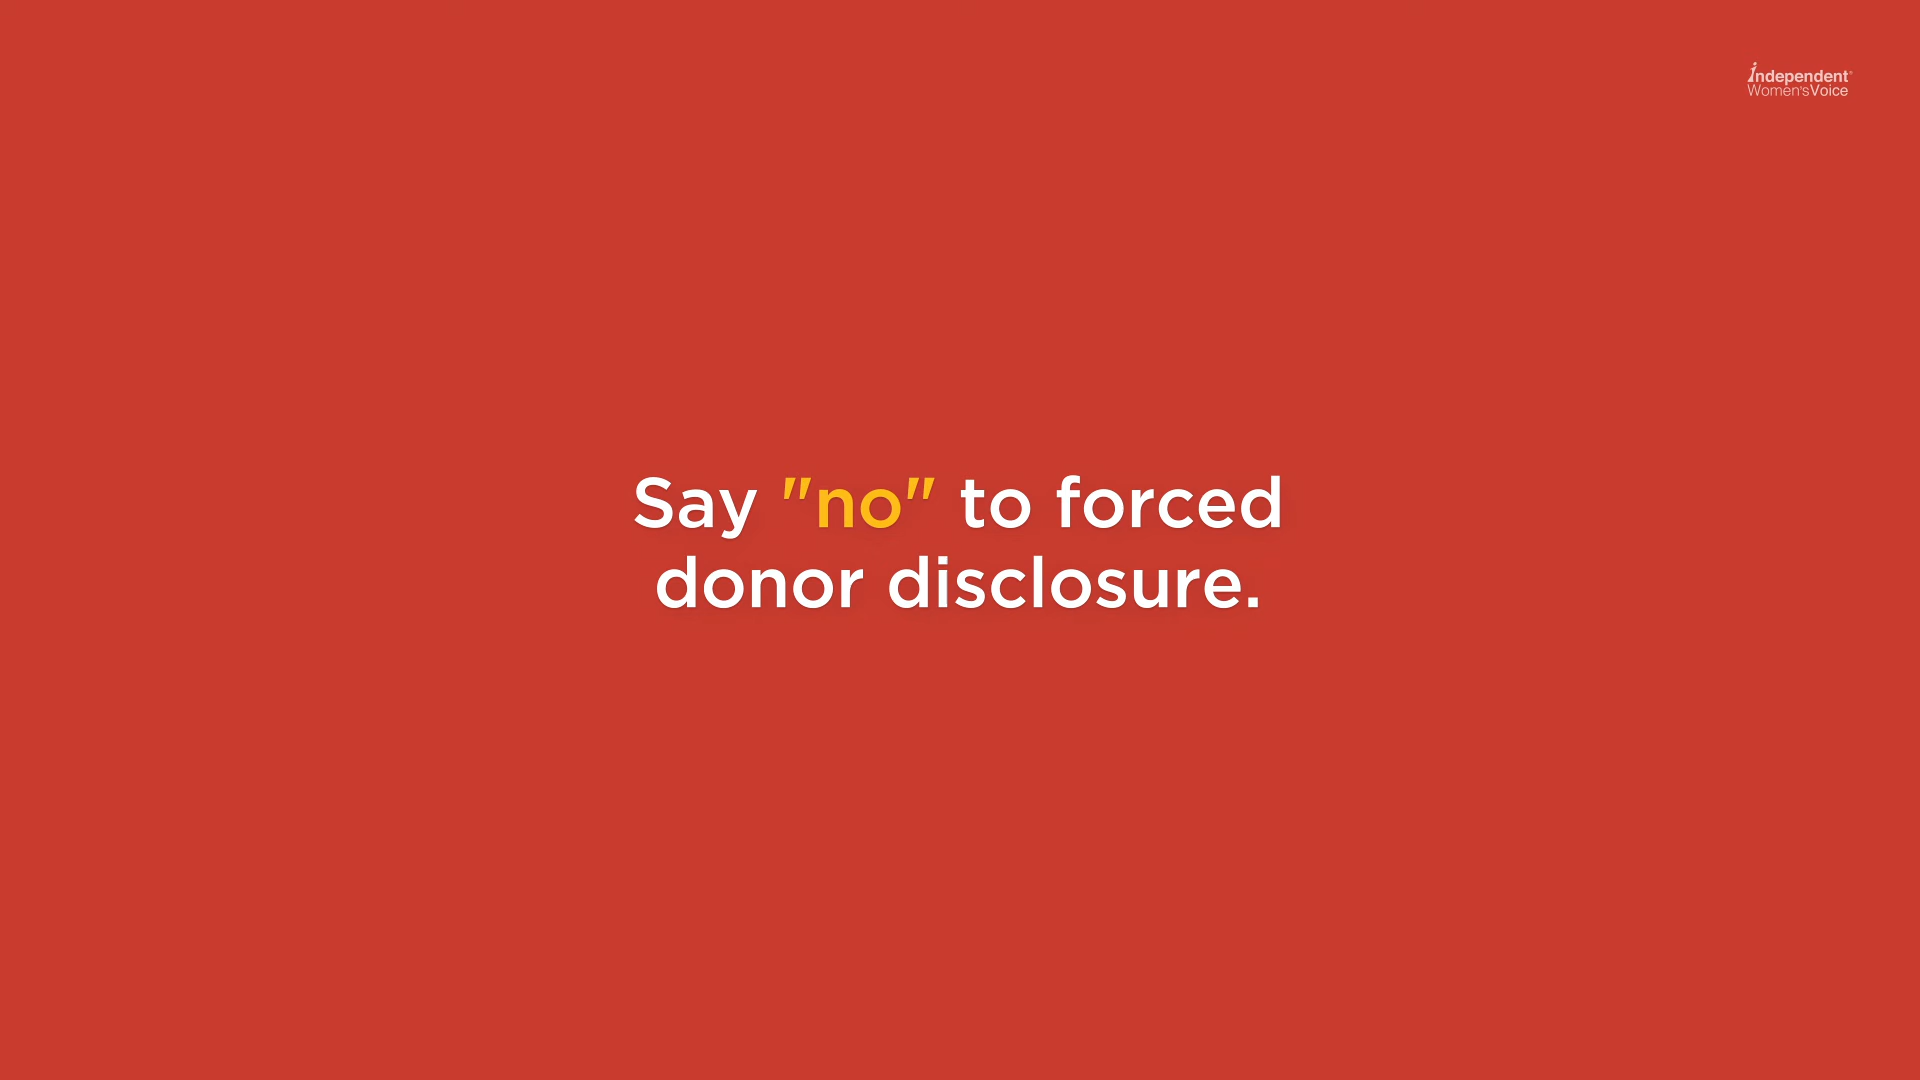 Independent
Women'sVoice
Say "no" to forced
donor disclosure.